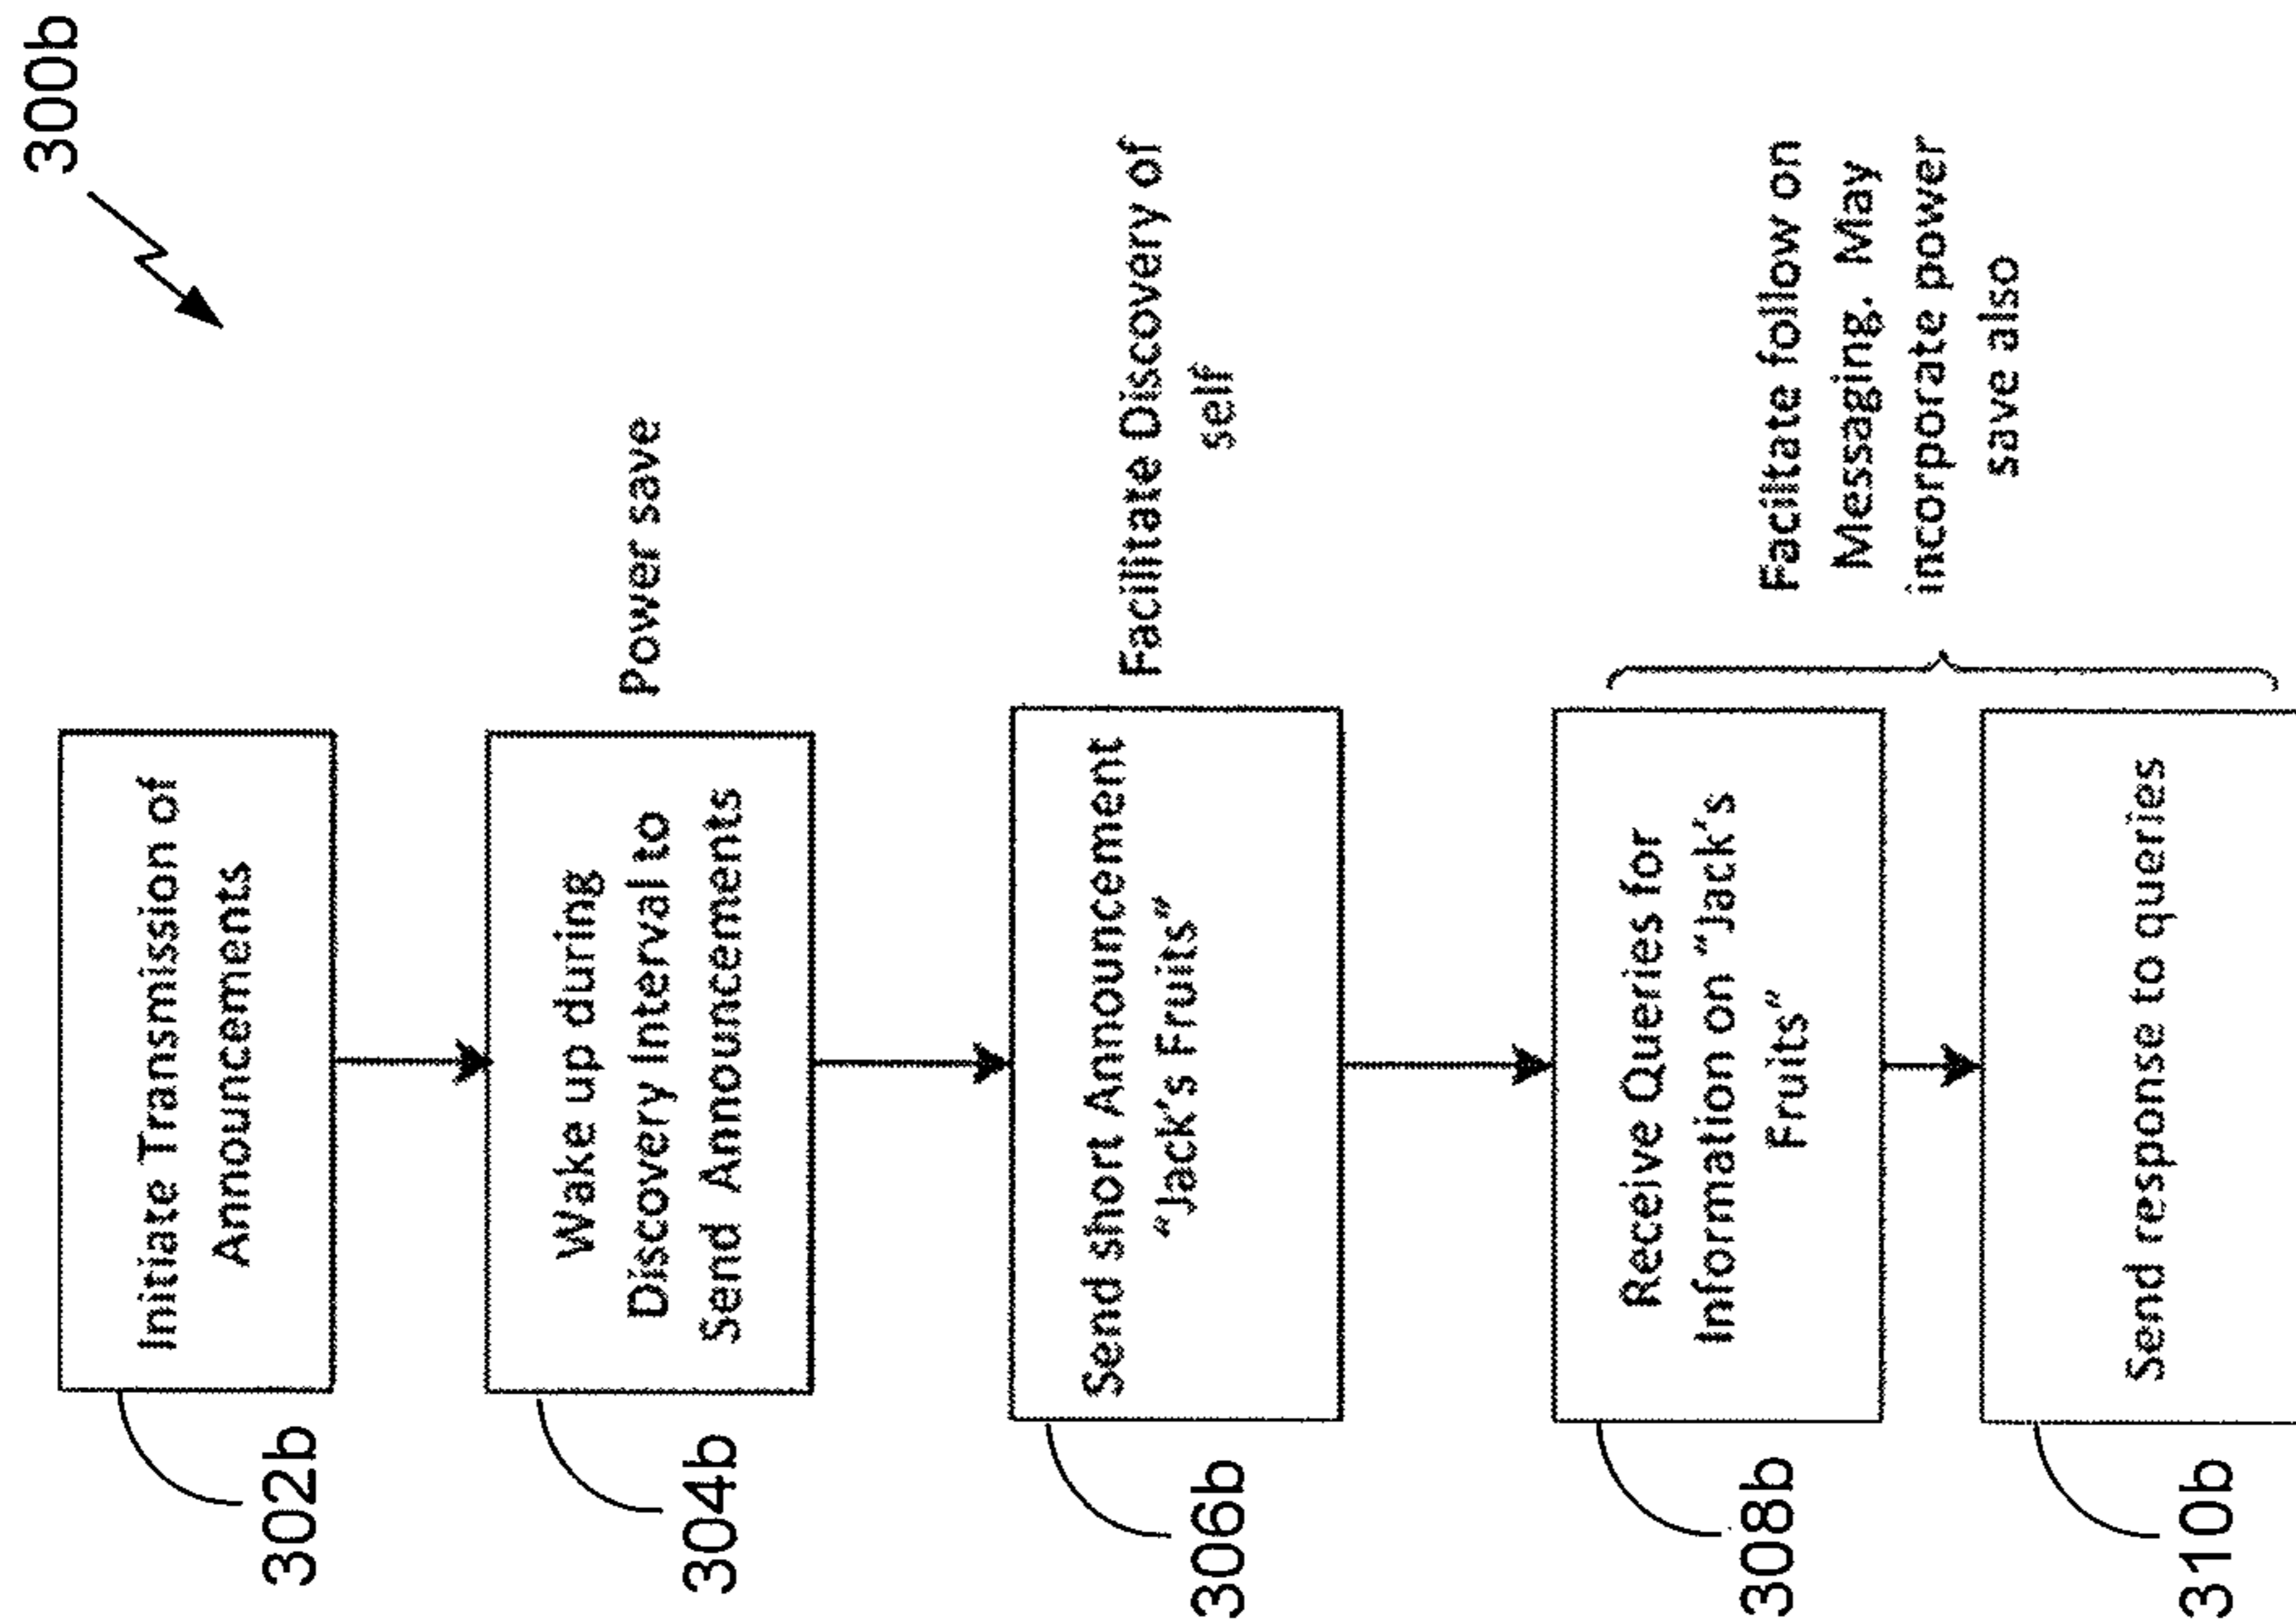 300b
302b
Initiate Transmission of
Announcements
304b
Wake up during
Discovery Interval to
Send Announcements
Power save
306b
Send short Announcement
“Jack’s Fruits”
Facilitate Discovery of
self
308b
Receive Queries for
Information on “Jack’s
Fruits”
310b
Send response to queries
Faciltate follow on
Messaging. May
incorporate power
save also